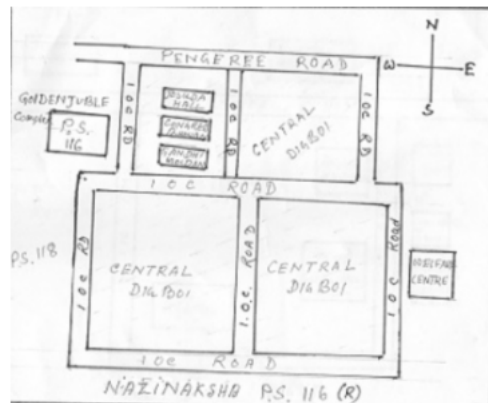 N
PENGEREE ROAD
W
E
S
GOLDENJUBLE
Complex
P.S.
116
IOC RD
IOC RD
IOC RD
HALL
CENTRAL
DIGBOI
IOC ROAD
P.S. 118
IOC RD
CENTRAL
DIGBOI
I.O.C. ROAD
CENTRAL
DIGBOI
IOC ROAD
WELFARE
CENTRE
IOC ROAD
NAZINAKSHA P.S. 116 (R)